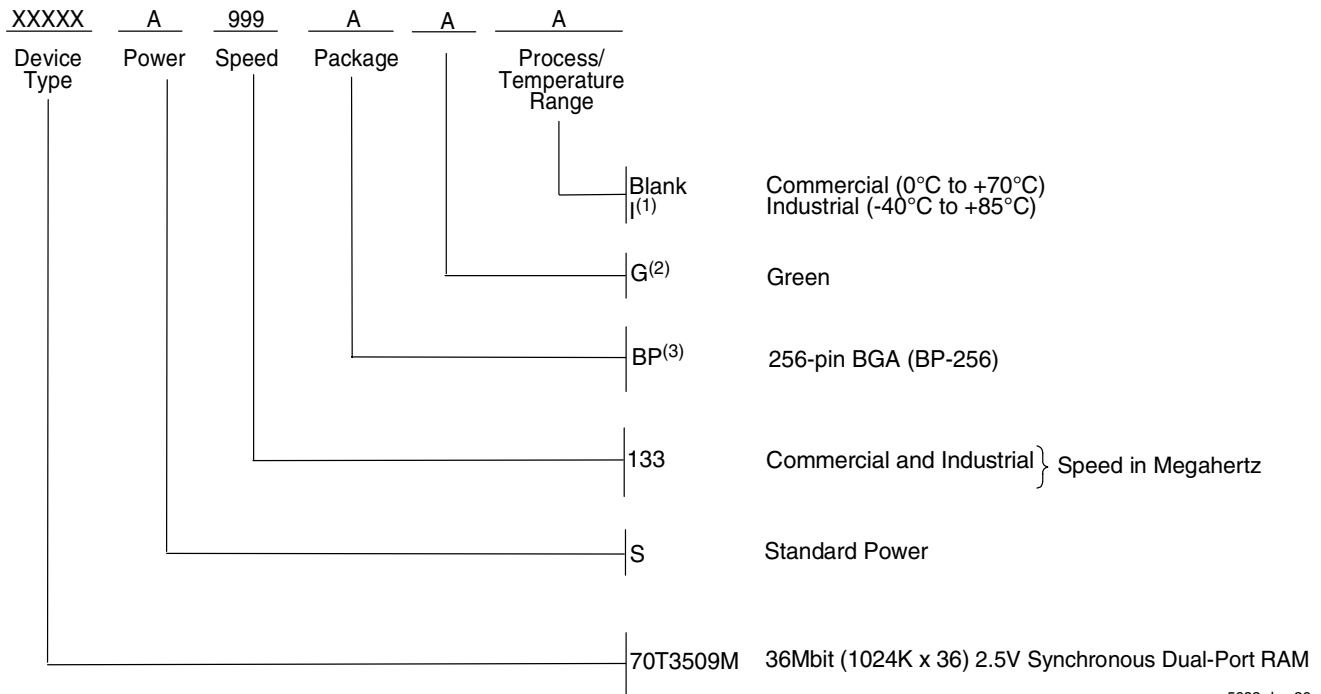 XXXXX A 999 A A A
Device Type Power Speed Package Process/ Temperature Range
Blank Commercial (0°C to +70°C)
I(1) Industrial (-40°C to +85°C)
G(2) Green
BP(3) 256-pin BGA (BP-256)
133 Commercial and Industrial } Speed in Megahertz
S Standard Power
70T3509M 36Mbit (1024K x 36) 2.5V Synchronous Dual-Port RAM